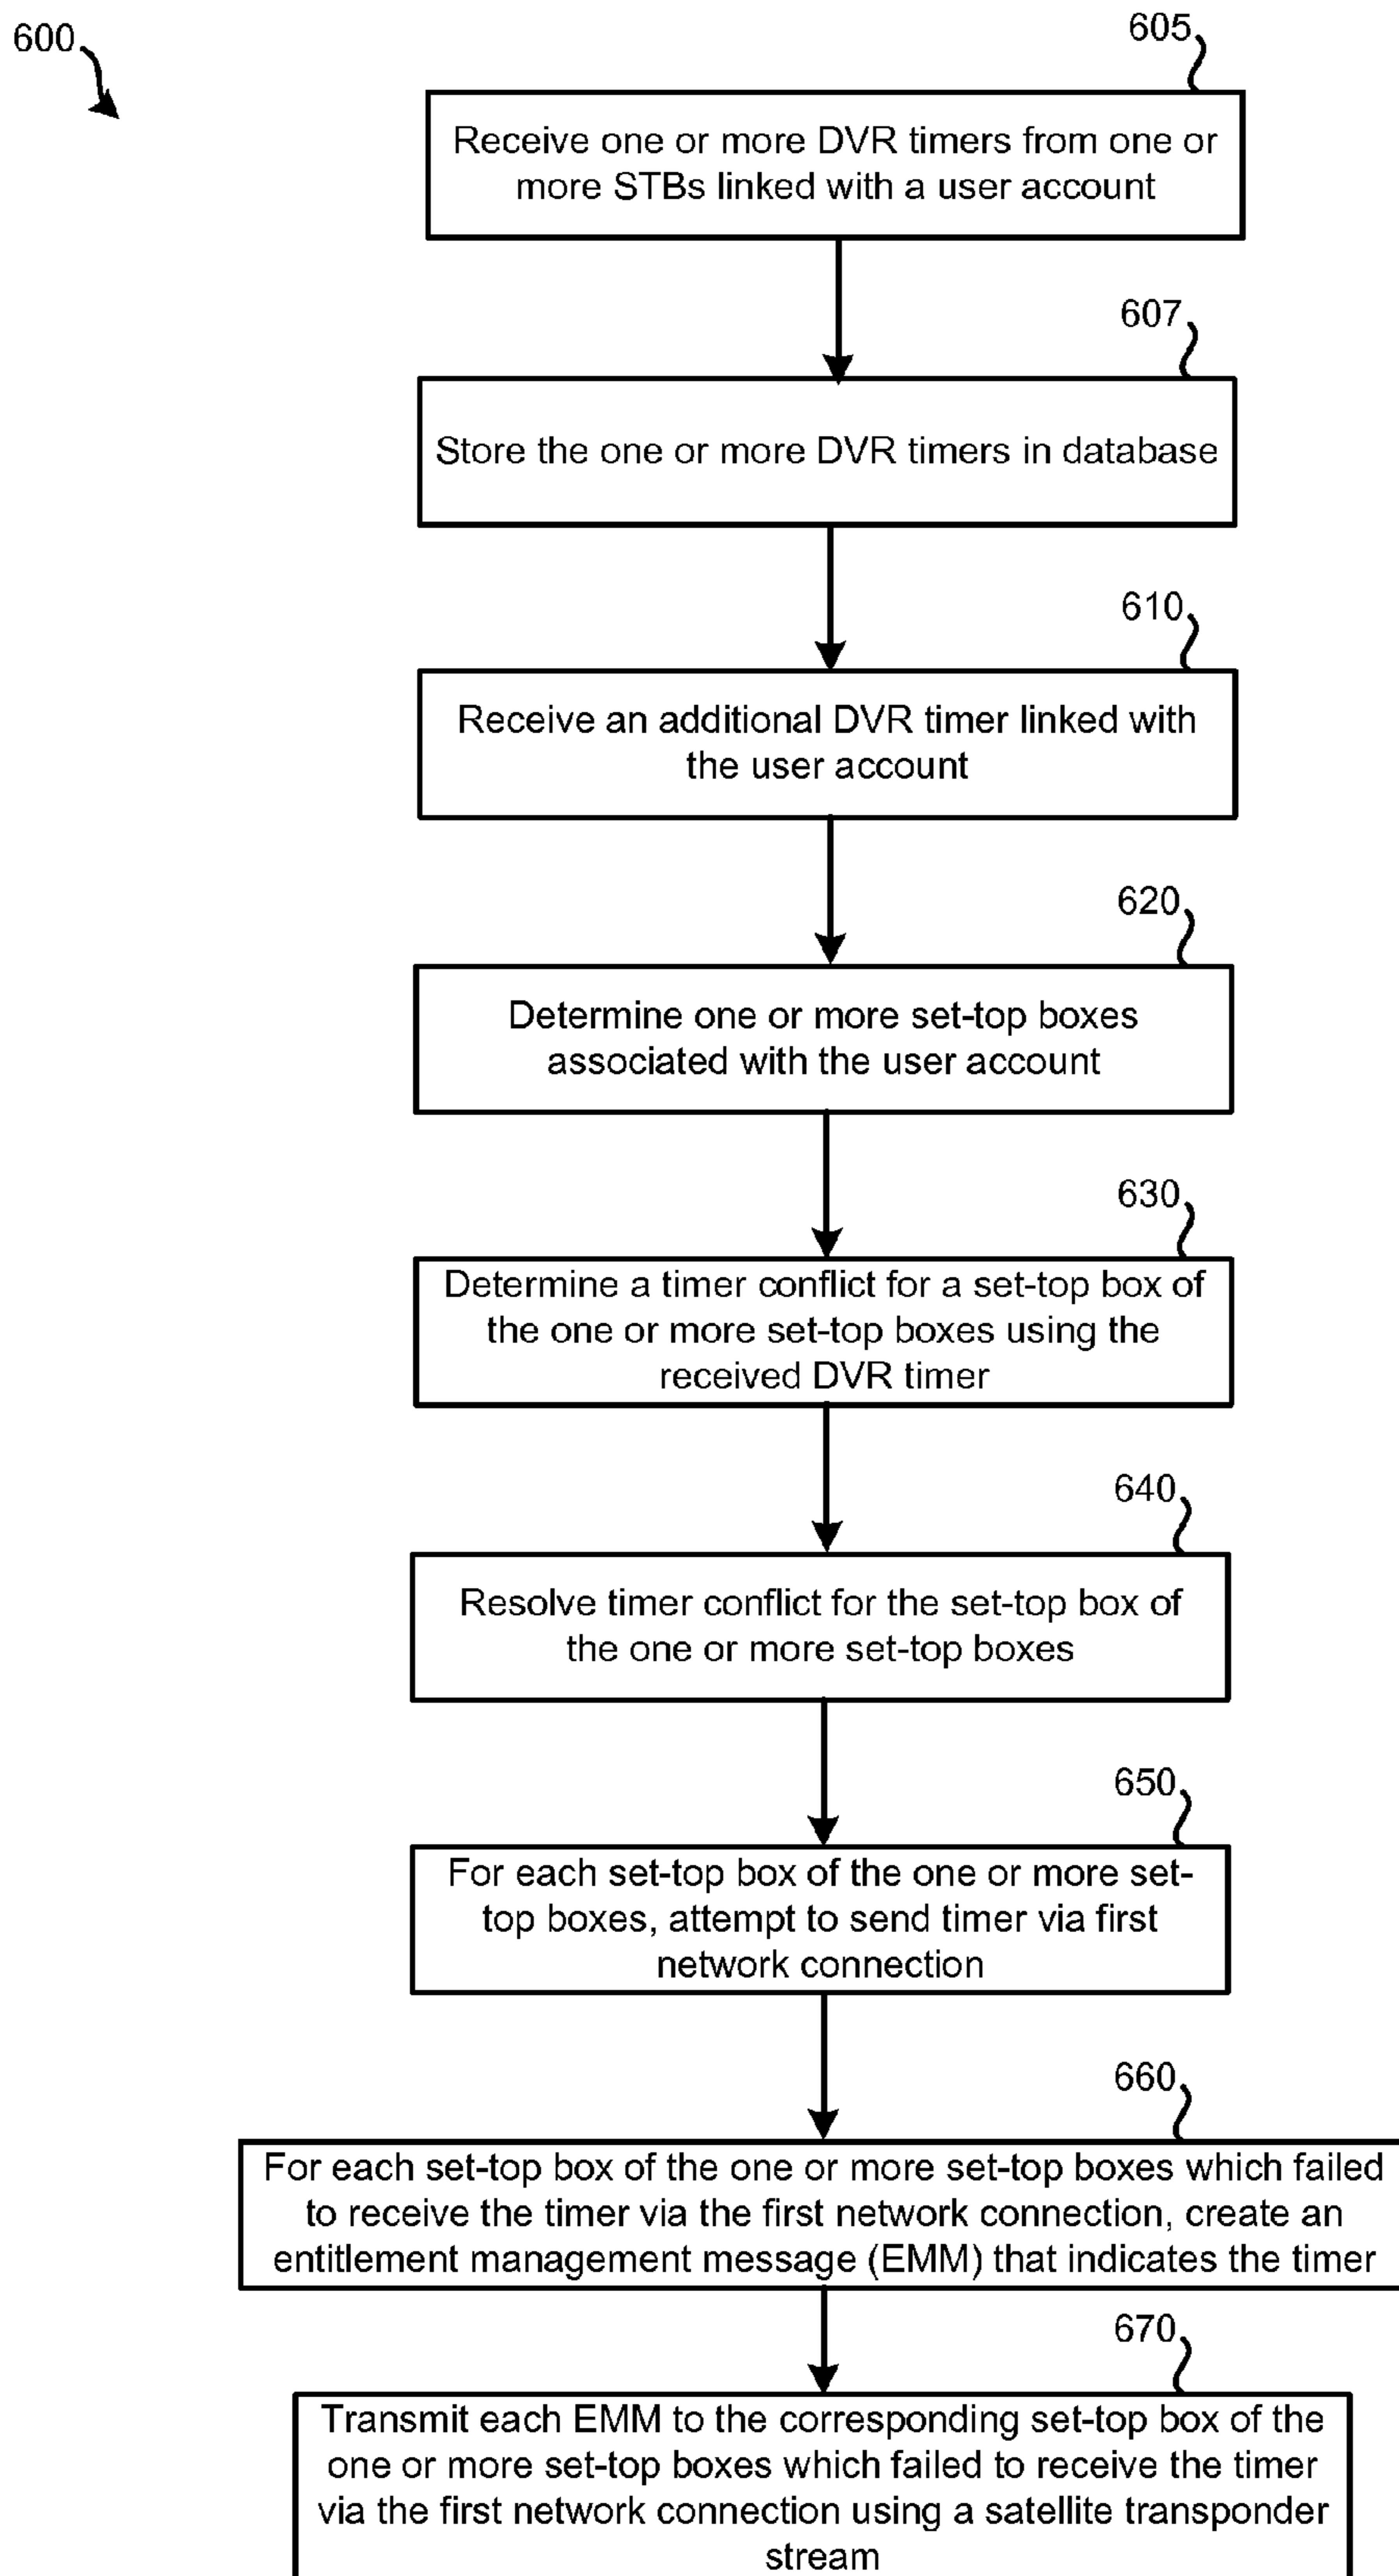 600
605
Receive one or more DVR timers from one or
more STBs linked with a user account
607
Store the one or more DVR timers in database
610
Receive an additional DVR timer linked with
the user account
620
Determine one or more set-top boxes
associated with the user account
630
Determine a timer conflict for a set-top box of
the one or more set-top boxes using the
received DVR timer
640
Resolve timer conflict for the set-top box of
the one or more set-top boxes
650
For each set-top box of the one or more set-
top boxes, attempt to send timer via first
network connection
660
For each set-top box of the one or more set-top boxes which failed
to receive the timer via the first network connection, create an
entitlement management message (EMM) that indicates the timer
670
Transmit each EMM to the corresponding set-top box of the
one or more set-top boxes which failed to receive the timer
via the first network connection using a satellite transponder
stream